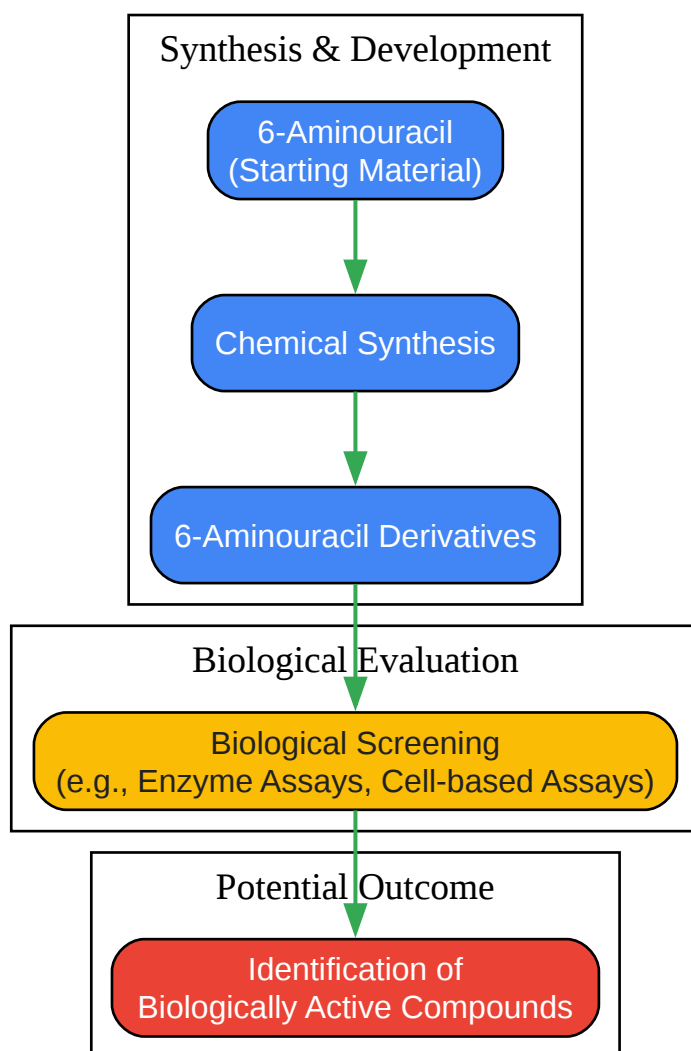 Synthesis & Development
6-Aminouracil
(Starting Material)
Chemical Synthesis
6-Aminouracil Derivatives
Biological Evaluation
Biological Screening
(e.g., Enzyme Assays, Cell-based Assays)
Potential Outcome
Identification of
Biologically Active Compounds